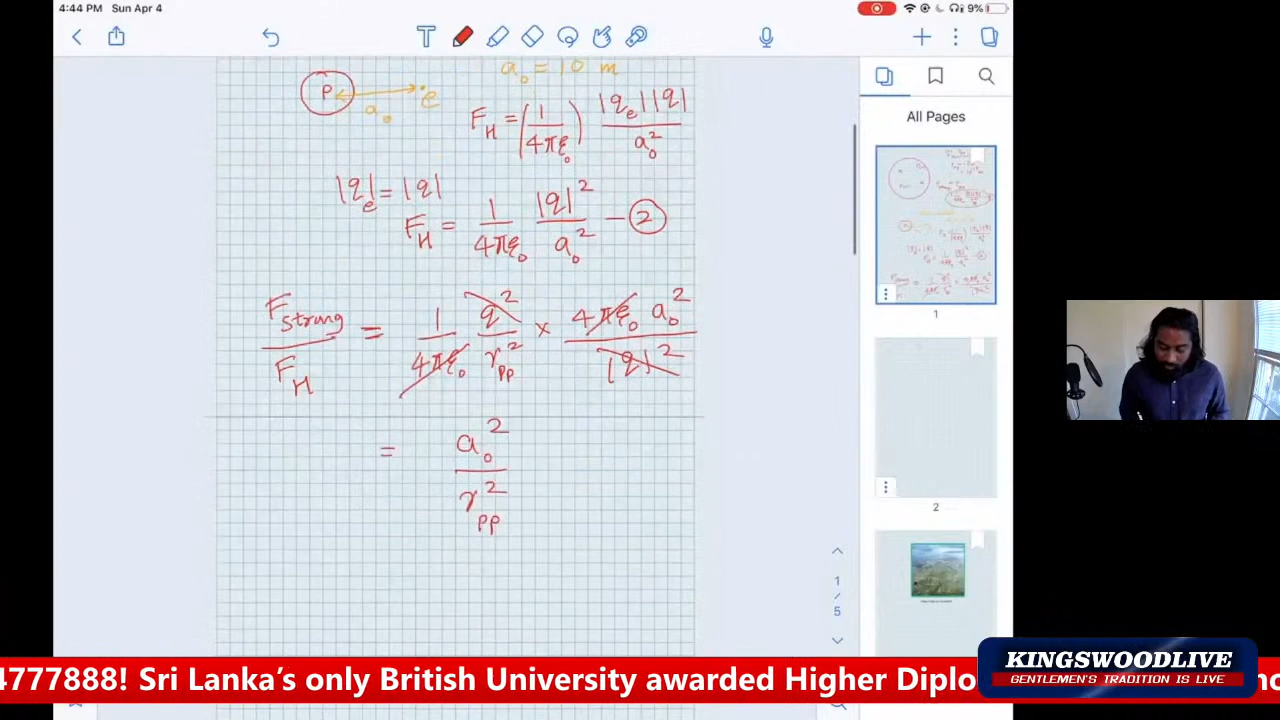 4:44 PM Sun Apr 4
9%
a₀ = 10 m
P
e
a₀
F_H = (1/4πε₀) |q_e||q|/a₀²
|q_e| = |q|
F_H = 1/4πε₀ |q|²/a₀² – ②
F_strong/F_H = 1/4πε₀ q²/r_pp² × 4πε₀ a₀²/|q|²
= a₀²/r_pp²
All Pages
1
2
1
/
5
4777888! Sri Lanka's only British University awarded Higher Diplo
KINGSWOODLIVE
GENTLEMEN'S TRADITION IS LIVE